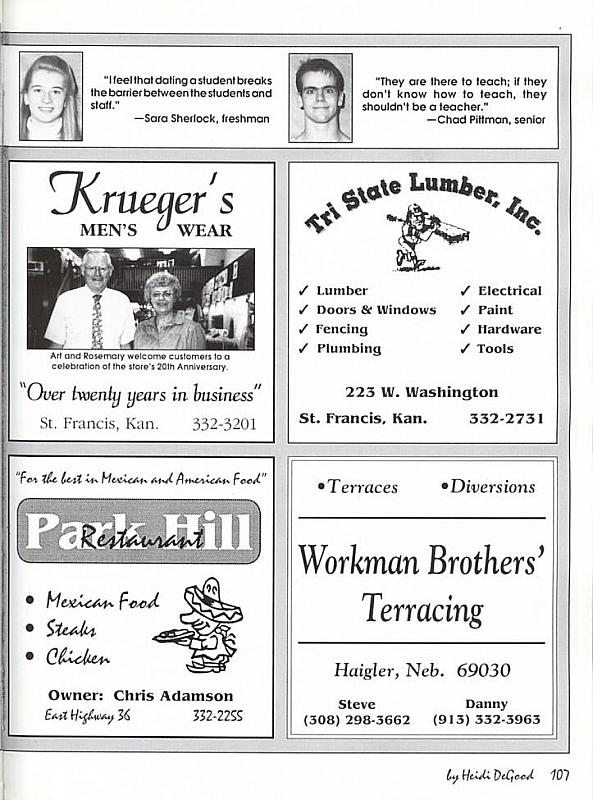 "I feel that dating a student breaks
the barrier between the students and
staff."
—Sara Sherlock, freshman
"They are there to teach; if they
don't know how to teach, they
shouldn't be a teacher."
—Chad Pittman, senior
Krueger's
MEN'S WEAR
Art and Rosemary welcome customers to a
celebration of the store's 20th Anniversary.
"Over twenty years in business"
St. Francis, Kan. 332-3201
Tri State Lumber, Inc.
✓ Lumber ✓ Electrical
✓ Doors & Windows ✓ Paint
✓ Fencing ✓ Hardware
✓ Plumbing ✓ Tools
223 W. Washington
St. Francis, Kan. 332-2731
"For the best in Mexican and American Food"
Park Hill
Restaurant
• Mexican Food
• Steaks
• Chicken
Owner: Chris Adamson
East Highway 36 332-2255
•Terraces •Diversions
Workman Brothers'
Terracing
Haigler, Neb. 69030
Steve Danny
(308) 298-3662 (913) 332-3963
by Heidi DeGood 107